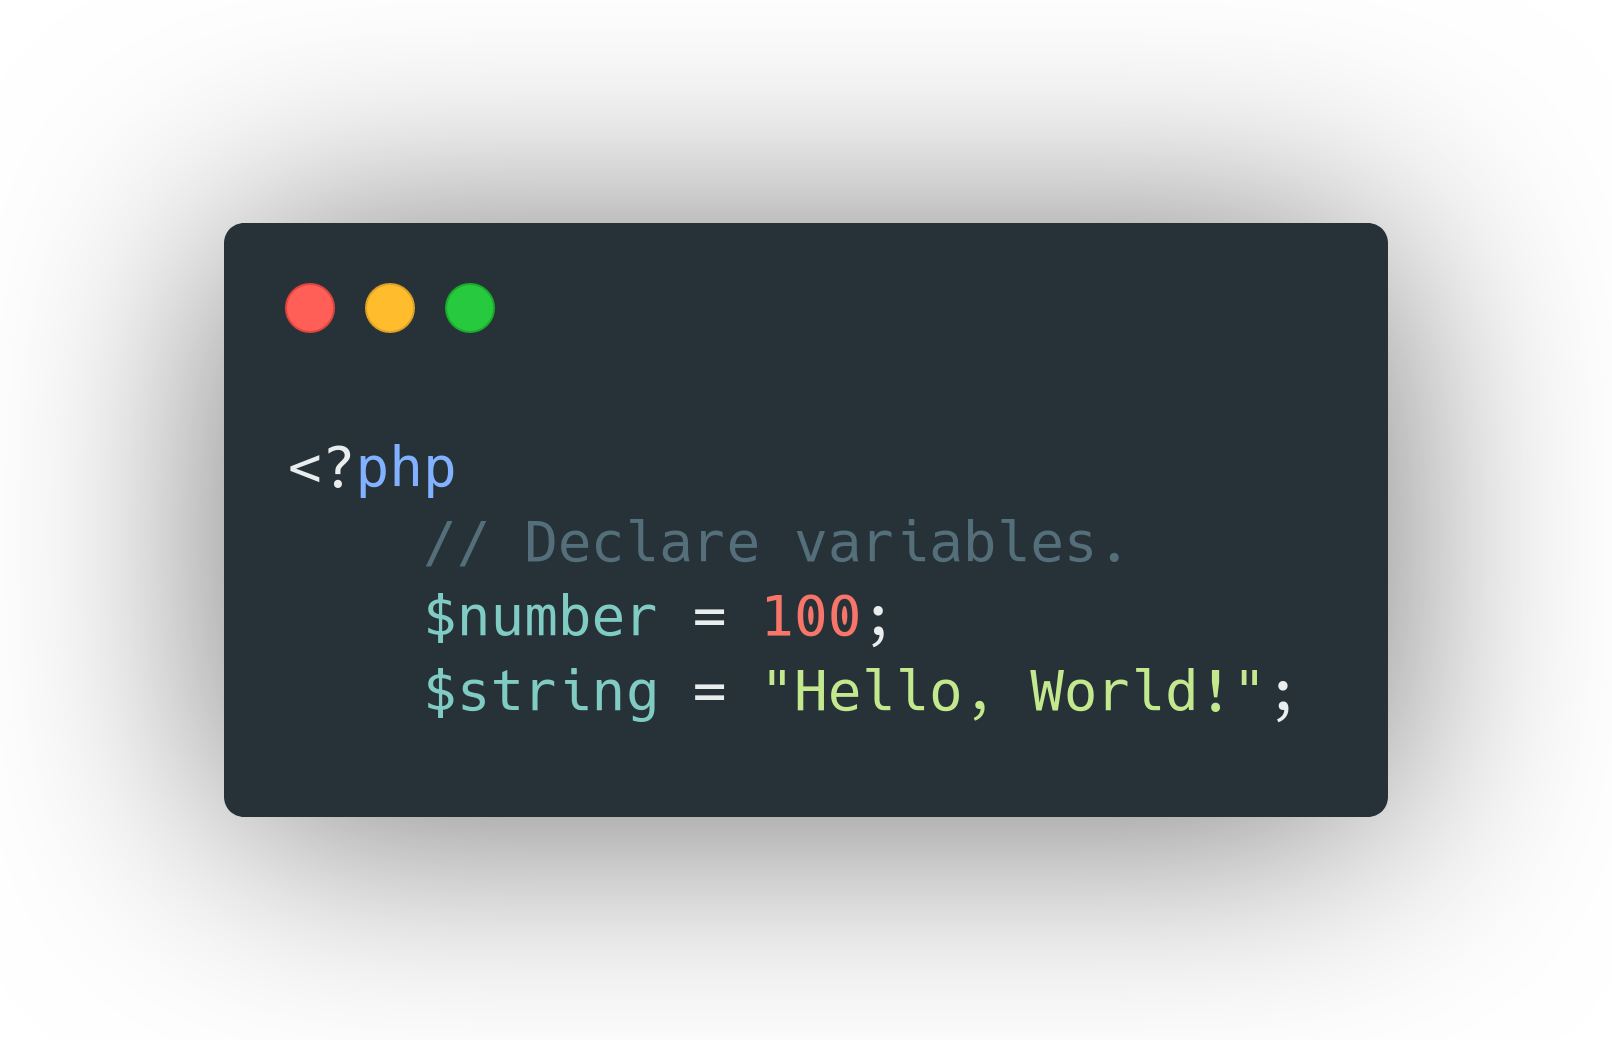 <?php
    // Declare variables.
    $number = 100;
    $string = "Hello, World!";